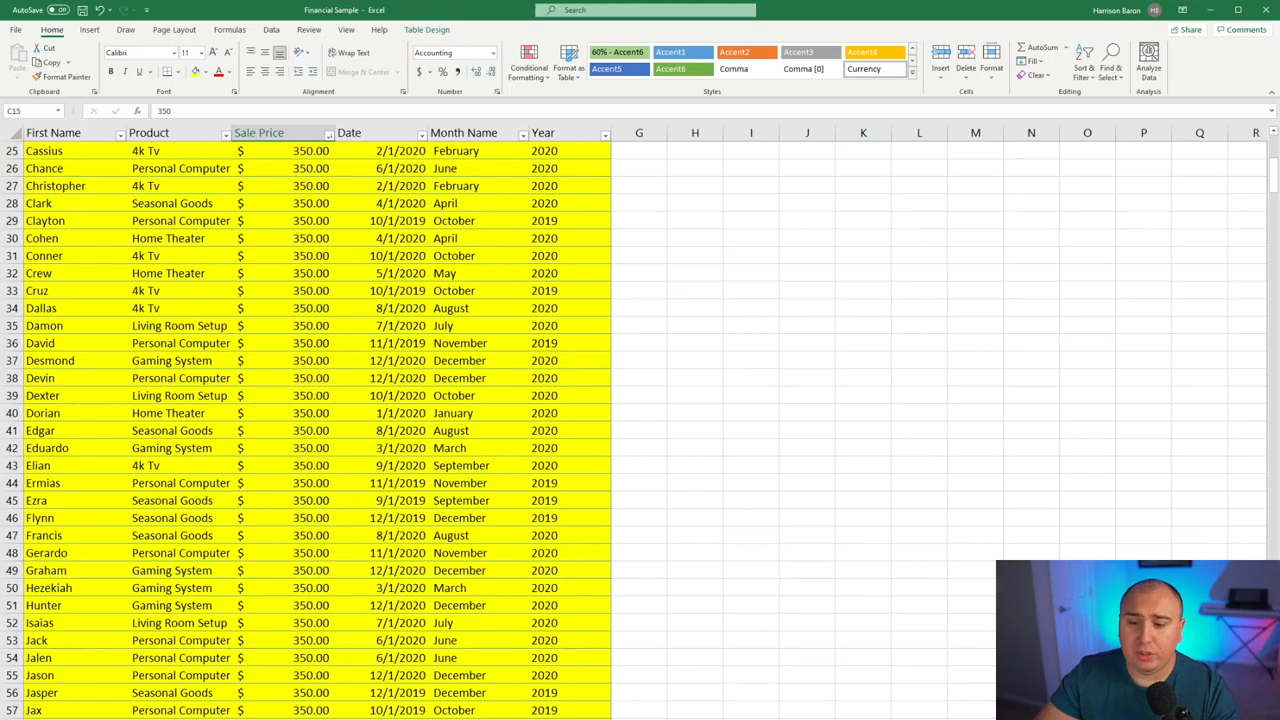 AutoSave Off
Financial Sample - Excel
Search
Harrison Baron HB
File Home Insert Draw Page Layout Formulas Data Review View Help Table Design
Share Comments
Paste
Cut
Copy
Format Painter
Calibri 11
B I U
Wrap Text
Merge & Center
Accounting
$ % ,
Conditional Formatting
Format as Table
60% - Accent6 Accent1 Accent2 Accent3 Accent4
Accent5 Accent6 Comma Comma [0] Currency
Insert Delete Format
AutoSum
Fill
Clear
Sort & Filter
Find & Select
Analyze Data
Clipboard Font Alignment Number Styles Cells Editing Analysis
C15 fx 350
First Name Product Sale Price Date Month Name Year G H I J K L M N O P Q R
25 Cassius 4k Tv $ 350.00 2/1/2020 February 2020
26 Chance Personal Computer $ 350.00 6/1/2020 June 2020
27 Christopher 4k Tv $ 350.00 2/1/2020 February 2020
28 Clark Seasonal Goods $ 350.00 4/1/2020 April 2020
29 Clayton Personal Computer $ 350.00 10/1/2019 October 2019
30 Cohen Home Theater $ 350.00 4/1/2020 April 2020
31 Conner 4k Tv $ 350.00 10/1/2020 October 2020
32 Crew Home Theater $ 350.00 5/1/2020 May 2020
33 Cruz 4k Tv $ 350.00 10/1/2019 October 2019
34 Dallas 4k Tv $ 350.00 8/1/2020 August 2020
35 Damon Living Room Setup $ 350.00 7/1/2020 July 2020
36 David Personal Computer $ 350.00 11/1/2019 November 2019
37 Desmond Gaming System $ 350.00 12/1/2020 December 2020
38 Devin Personal Computer $ 350.00 12/1/2020 December 2020
39 Dexter Living Room Setup $ 350.00 10/1/2020 October 2020
40 Dorian Home Theater $ 350.00 1/1/2020 January 2020
41 Edgar Seasonal Goods $ 350.00 8/1/2020 August 2020
42 Eduardo Gaming System $ 350.00 3/1/2020 March 2020
43 Elian 4k Tv $ 350.00 9/1/2020 September 2020
44 Ermias Personal Computer $ 350.00 11/1/2019 November 2019
45 Ezra Seasonal Goods $ 350.00 9/1/2019 September 2019
46 Flynn Seasonal Goods $ 350.00 12/1/2019 December 2019
47 Francis Seasonal Goods $ 350.00 8/1/2020 August 2020
48 Gerardo Personal Computer $ 350.00 11/1/2020 November 2020
49 Graham Gaming System $ 350.00 12/1/2020 December 2020
50 Hezekiah Gaming System $ 350.00 3/1/2020 March 2020
51 Hunter Gaming System $ 350.00 12/1/2020 December 2020
52 Isaias Living Room Setup $ 350.00 7/1/2020 July 2020
53 Jack Personal Computer $ 350.00 6/1/2020 June 2020
54 Jalen Personal Computer $ 350.00 6/1/2020 June 2020
55 Jason Personal Computer $ 350.00 12/1/2020 December 2020
56 Jasper Seasonal Goods $ 350.00 12/1/2019 December 2019
57 Jax Personal Computer $ 350.00 10/1/2019 October 2019